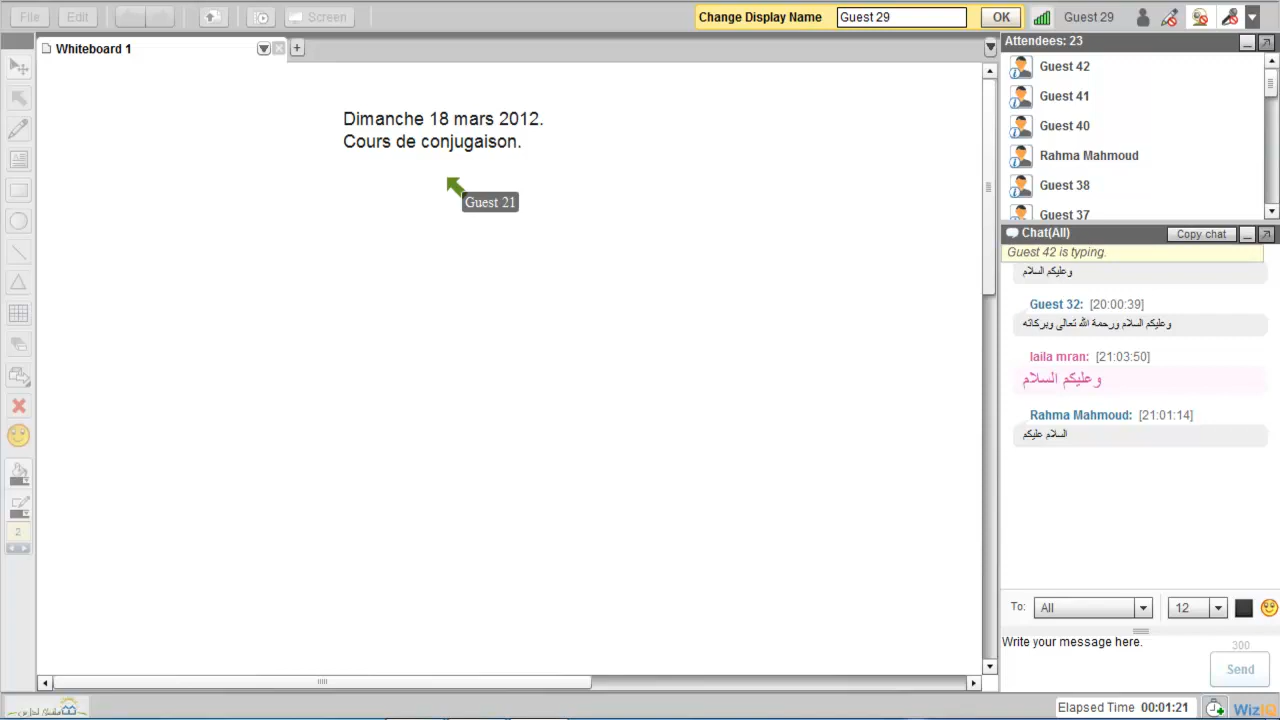 File
Edit
Screen
Change Display Name
Guest 29
OK
Guest 29
Whiteboard 1
Dimanche 18 mars 2012.
Cours de conjugaison.
Guest 21
2
Attendees: 23
Guest 42
Guest 41
Guest 40
Rahma Mahmoud
Guest 38
Guest 37
Chat(All)
Copy chat
Guest 42 is typing.
وعليكم السلام
Guest 32: [20:00:39]
وعليكم السلام ورحمة الله تعالى وبركاته
laila mran: [21:03:50]
وعليكم السلام
Rahma Mahmoud: [21:01:14]
السلام عليكم
To:
All
12
Write your message here.
300
Send
Elapsed Time 00:01:21
WizIQ